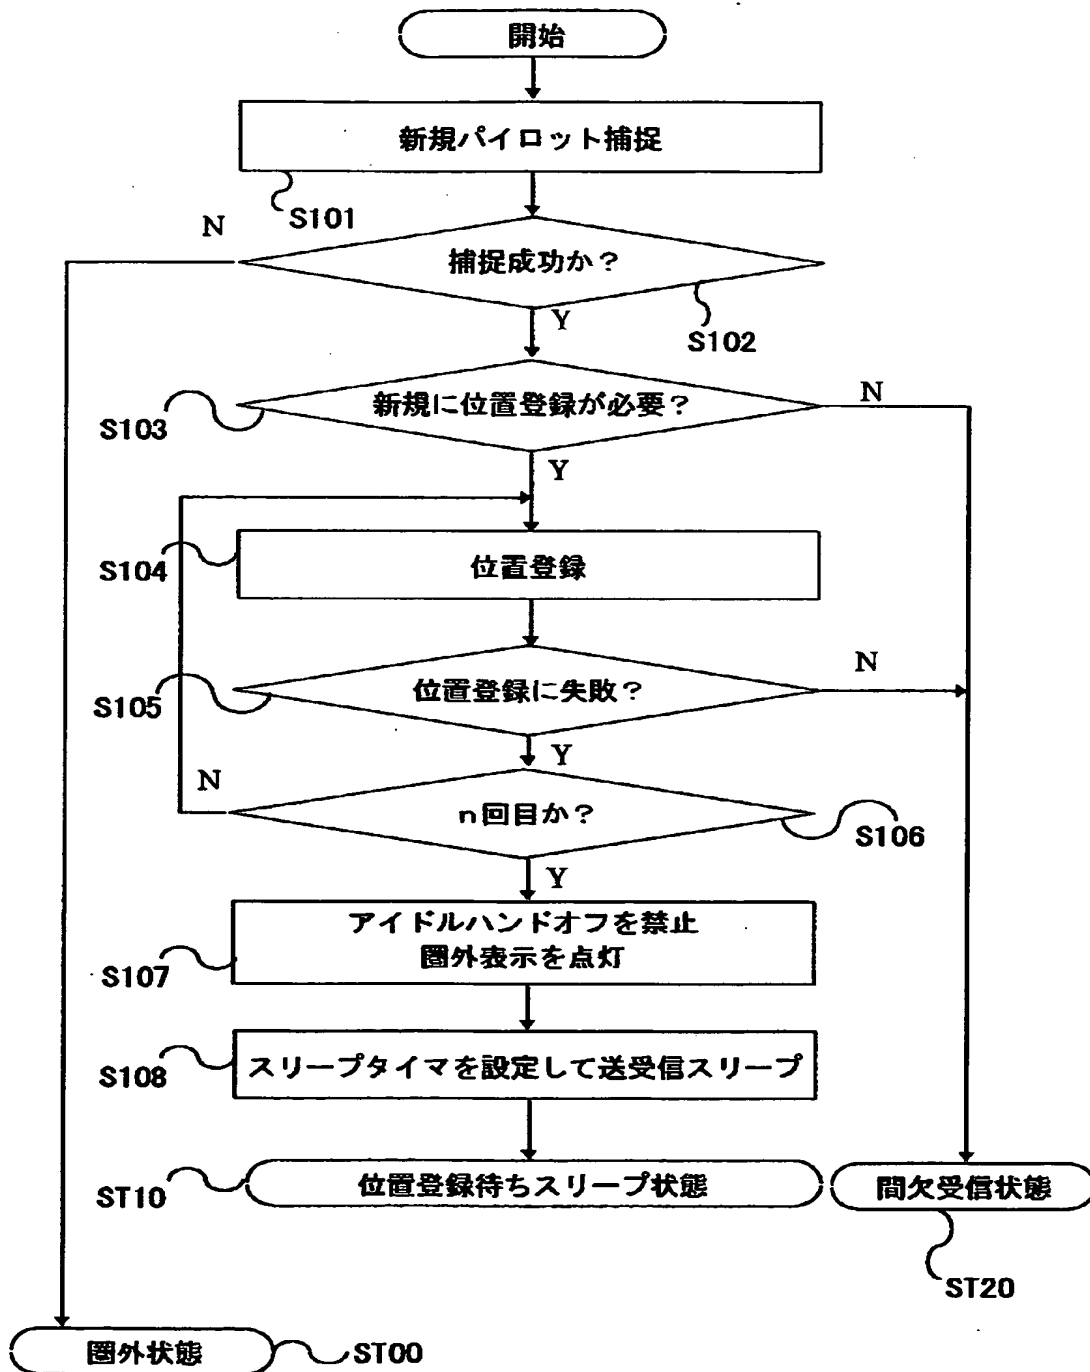 開始
新規パイロット捕捉
S101
N
捕捉成功か？
S102
Y
新規に位置登録が必要？
N
S103
Y
位置登録
S104
位置登録に失敗？
N
S105
Y
N
n回目か？
S106
Y
アイドルハンドオフを禁止
圏外表示を点灯
S107
スリープタイマを設定して送受信スリープ
S108
位置登録待ちスリープ状態
ST10
間欠受信状態
ST20
圏外状態
ST00